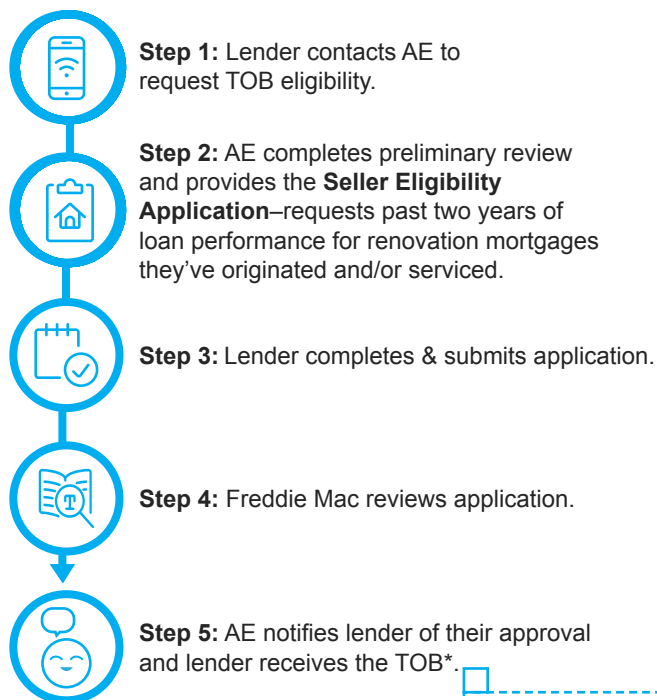 Step 1: Lender contacts AE to
request TOB eligibility.
Step 2: AE completes preliminary review
and provides the Seller Eligibility
Application–requests past two years of
loan performance for renovation mortgages
they’ve originated and/or serviced.
Step 3: Lender completes & submits application.
T
Step 4: Freddie Mac reviews application.
Step 5: AE notifies lender of their approval
and lender receives the TOB*.